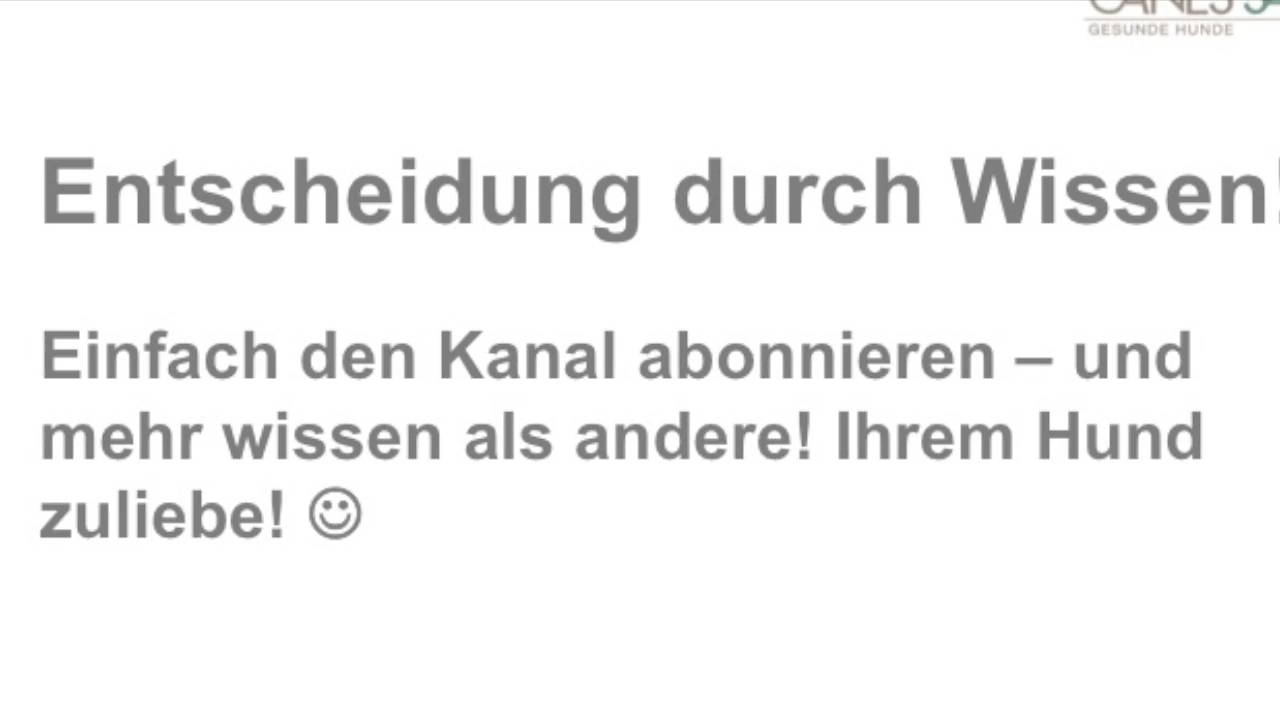 GESUNDE HUNDE
Entscheidung durch Wissen!
Einfach den Kanal abonnieren – und
mehr wissen als andere! Ihrem Hund
zuliebe! ☺